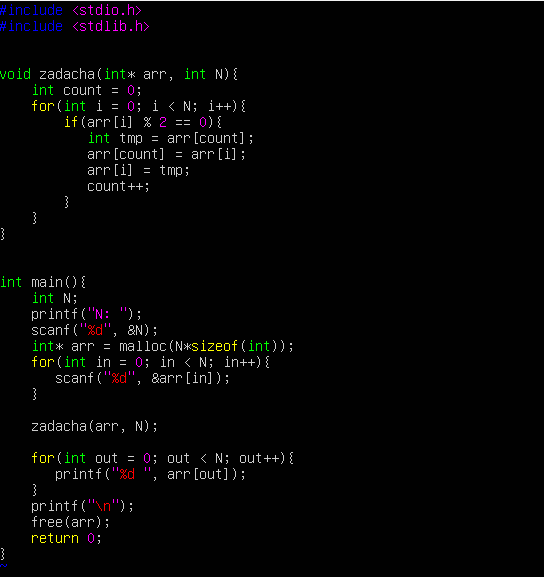 #include <stdio.h>
#include <stdlib.h>
void zadacha(int* arr, int N){
int count = 0;
for(int i = 0; i < N; i++){
if(arr[i] % 2 == 0){
int tmp = arr[count];
arr[count] = arr[i];
arr[i] = tmp;
count++;
}
}
}
int main(){
int N;
printf("N: ");
scanf("%d", &N);
int* arr = malloc(N*sizeof(int));
for(int in = 0; in < N; in++){
scanf("%d", &arr[in]);
}
zadacha(arr, N);
for(int out = 0; out < N; out++){
printf("%d ", arr[out]);
}
printf("\n");
free(arr);
return 0;
}
~